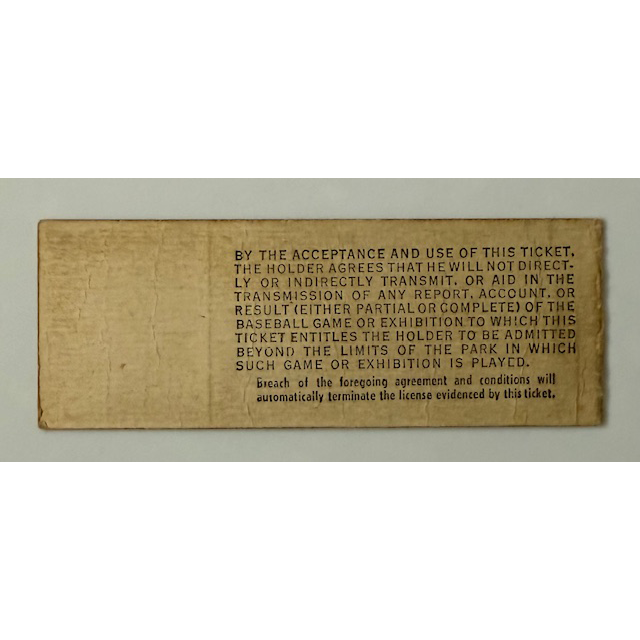 BY THE ACCEPTANCE AND USE OF THIS TICKET,
THE HOLDER AGREES THAT HE WILL NOT DIRECT-
LY OR INDIRECTLY TRANSMIT, OR AID IN THE
TRANSMISSION OF ANY REPORT, ACCOUNT, OR
RESULT (EITHER PARTIAL OR COMPLETE) OF THE
BASEBALL GAME OR EXHIBITION TO WHICH THIS
TICKET ENTITLES THE HOLDER TO BE ADMITTED
BEYOND THE LIMITS OF THE PARK IN WHICH
SUCH GAME OR EXHIBITION IS PLAYED.
Breach of the foregoing agreement and conditions will
automatically terminate the license evidenced by this ticket.